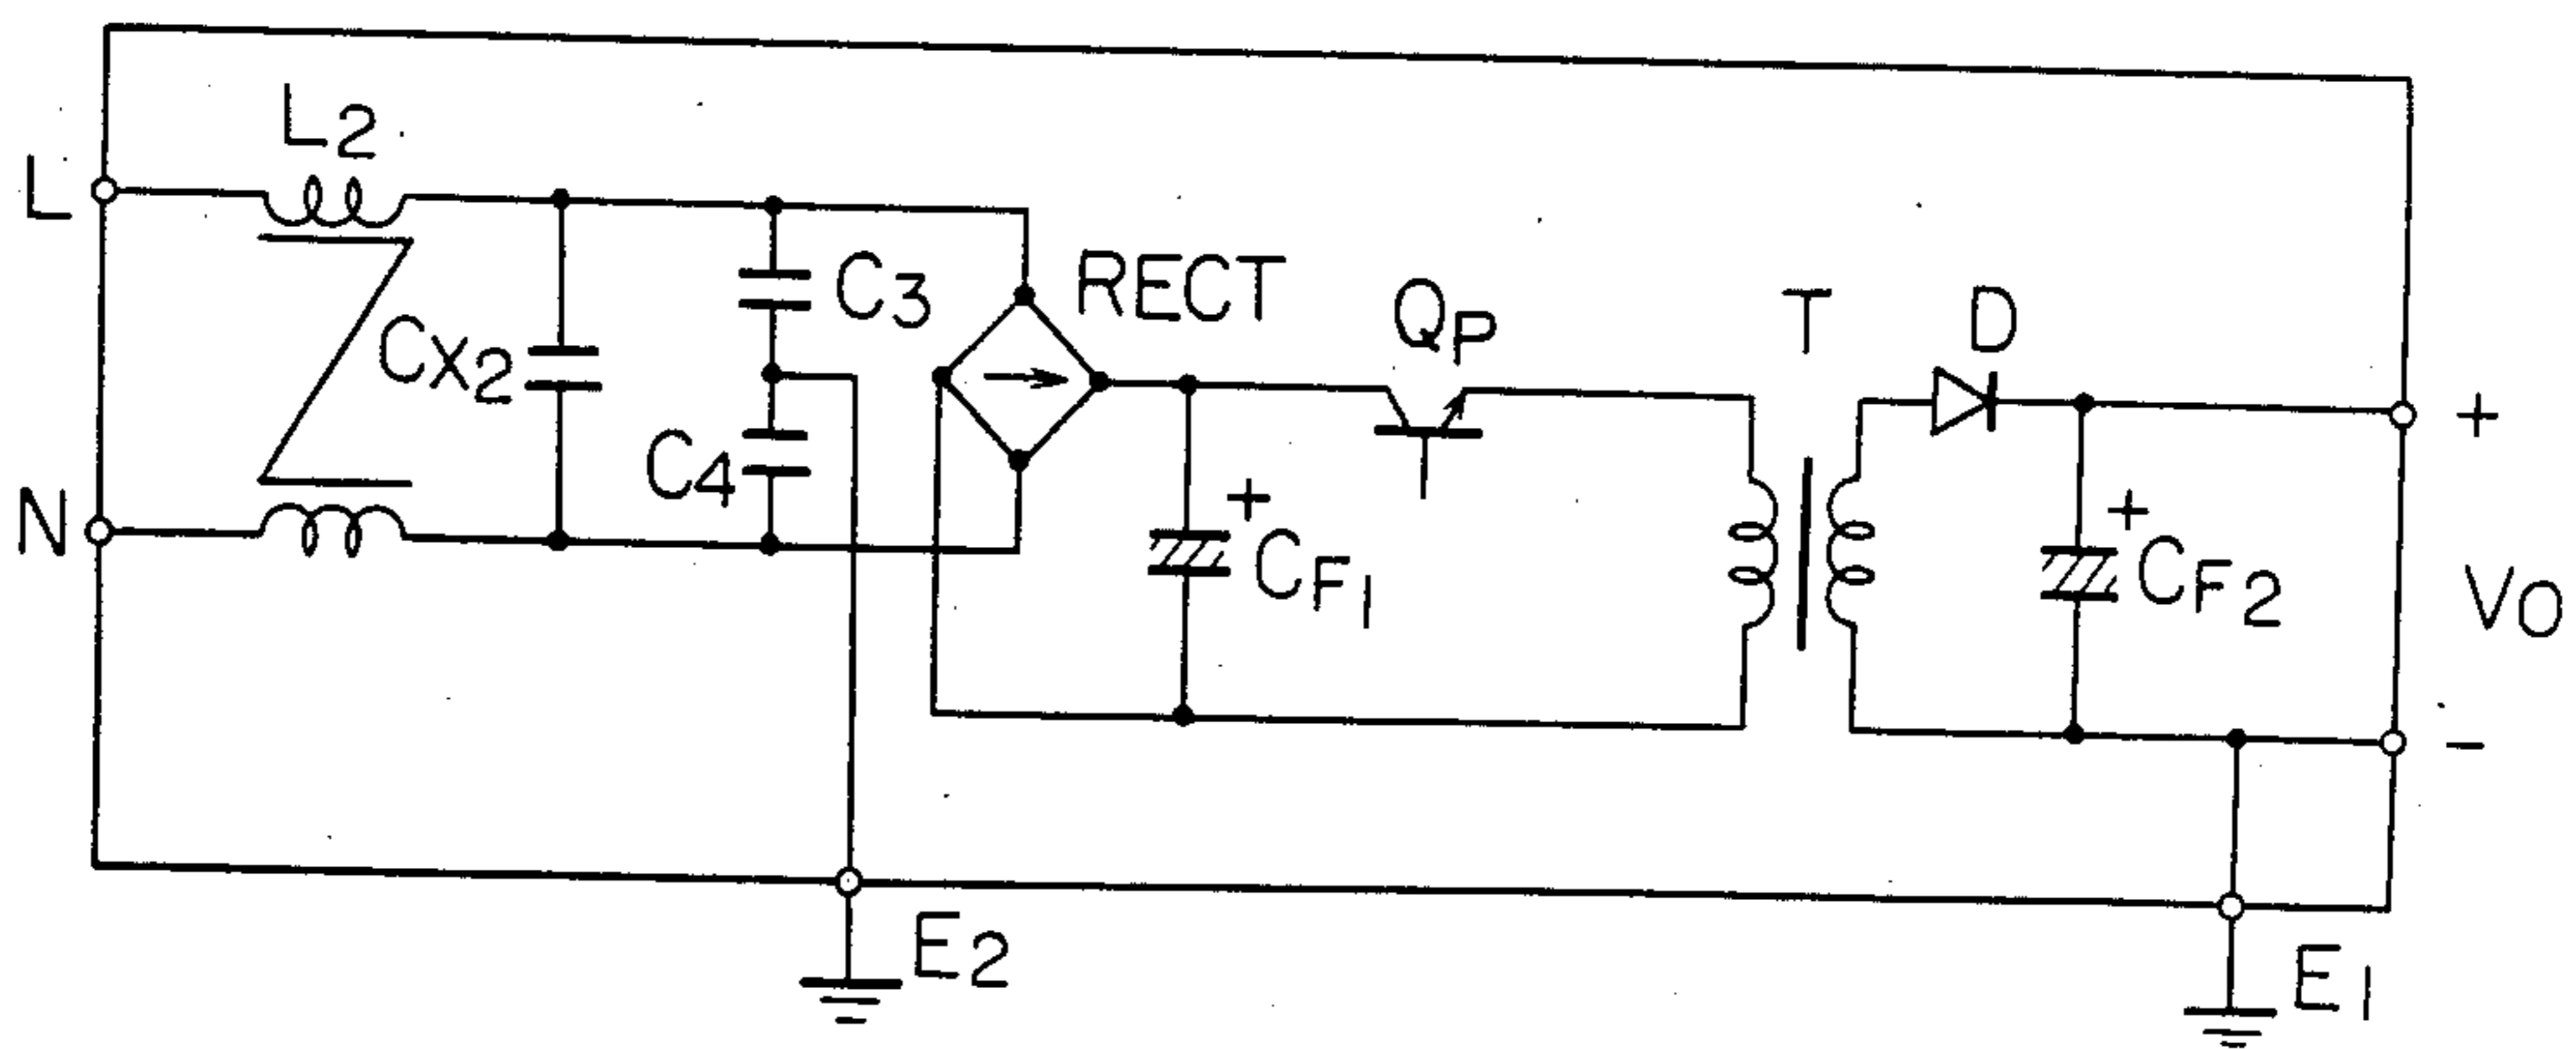 L2
L
C3
RECT
QP
T
D
+
CX2
C4
N
+
CF1
+
CF2
VO
-
E2
E1